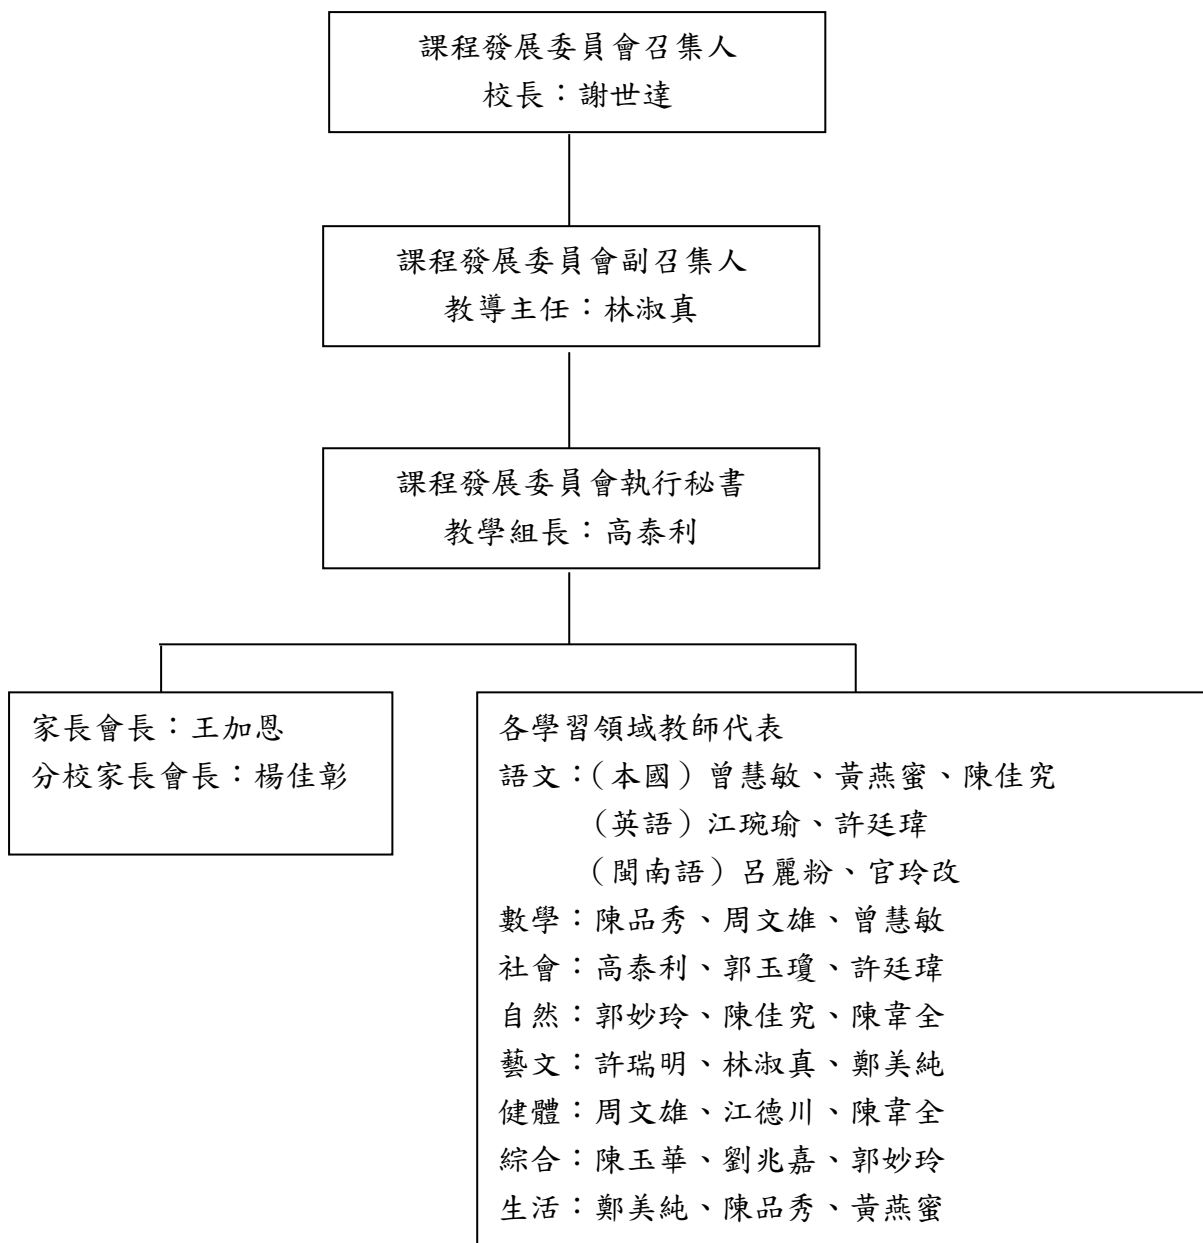 課程發展委員會召集人
校長：謝世達
課程發展委員會副召集人
教導主任：林淑真
課程發展委員會執行秘書
教學組長：高泰利
家長會長：王加恩
分校家長會長：楊佳彰
各學習領域教師代表
語文：（本國）曾慧敏、黃燕蜜、陳佳究
（英語）江琬瑜、許廷瑋
（閩南語）呂麗粉、官玲改
數學：陳品秀、周文雄、曾慧敏
社會：高泰利、郭玉瓊、許廷瑋
自然：郭妙玲、陳佳究、陳韋全
藝文：許瑞明、林淑真、鄭美純
健體：周文雄、江德川、陳韋全
綜合：陳玉華、劉兆嘉、郭妙玲
生活：鄭美純、陳品秀、黃燕蜜